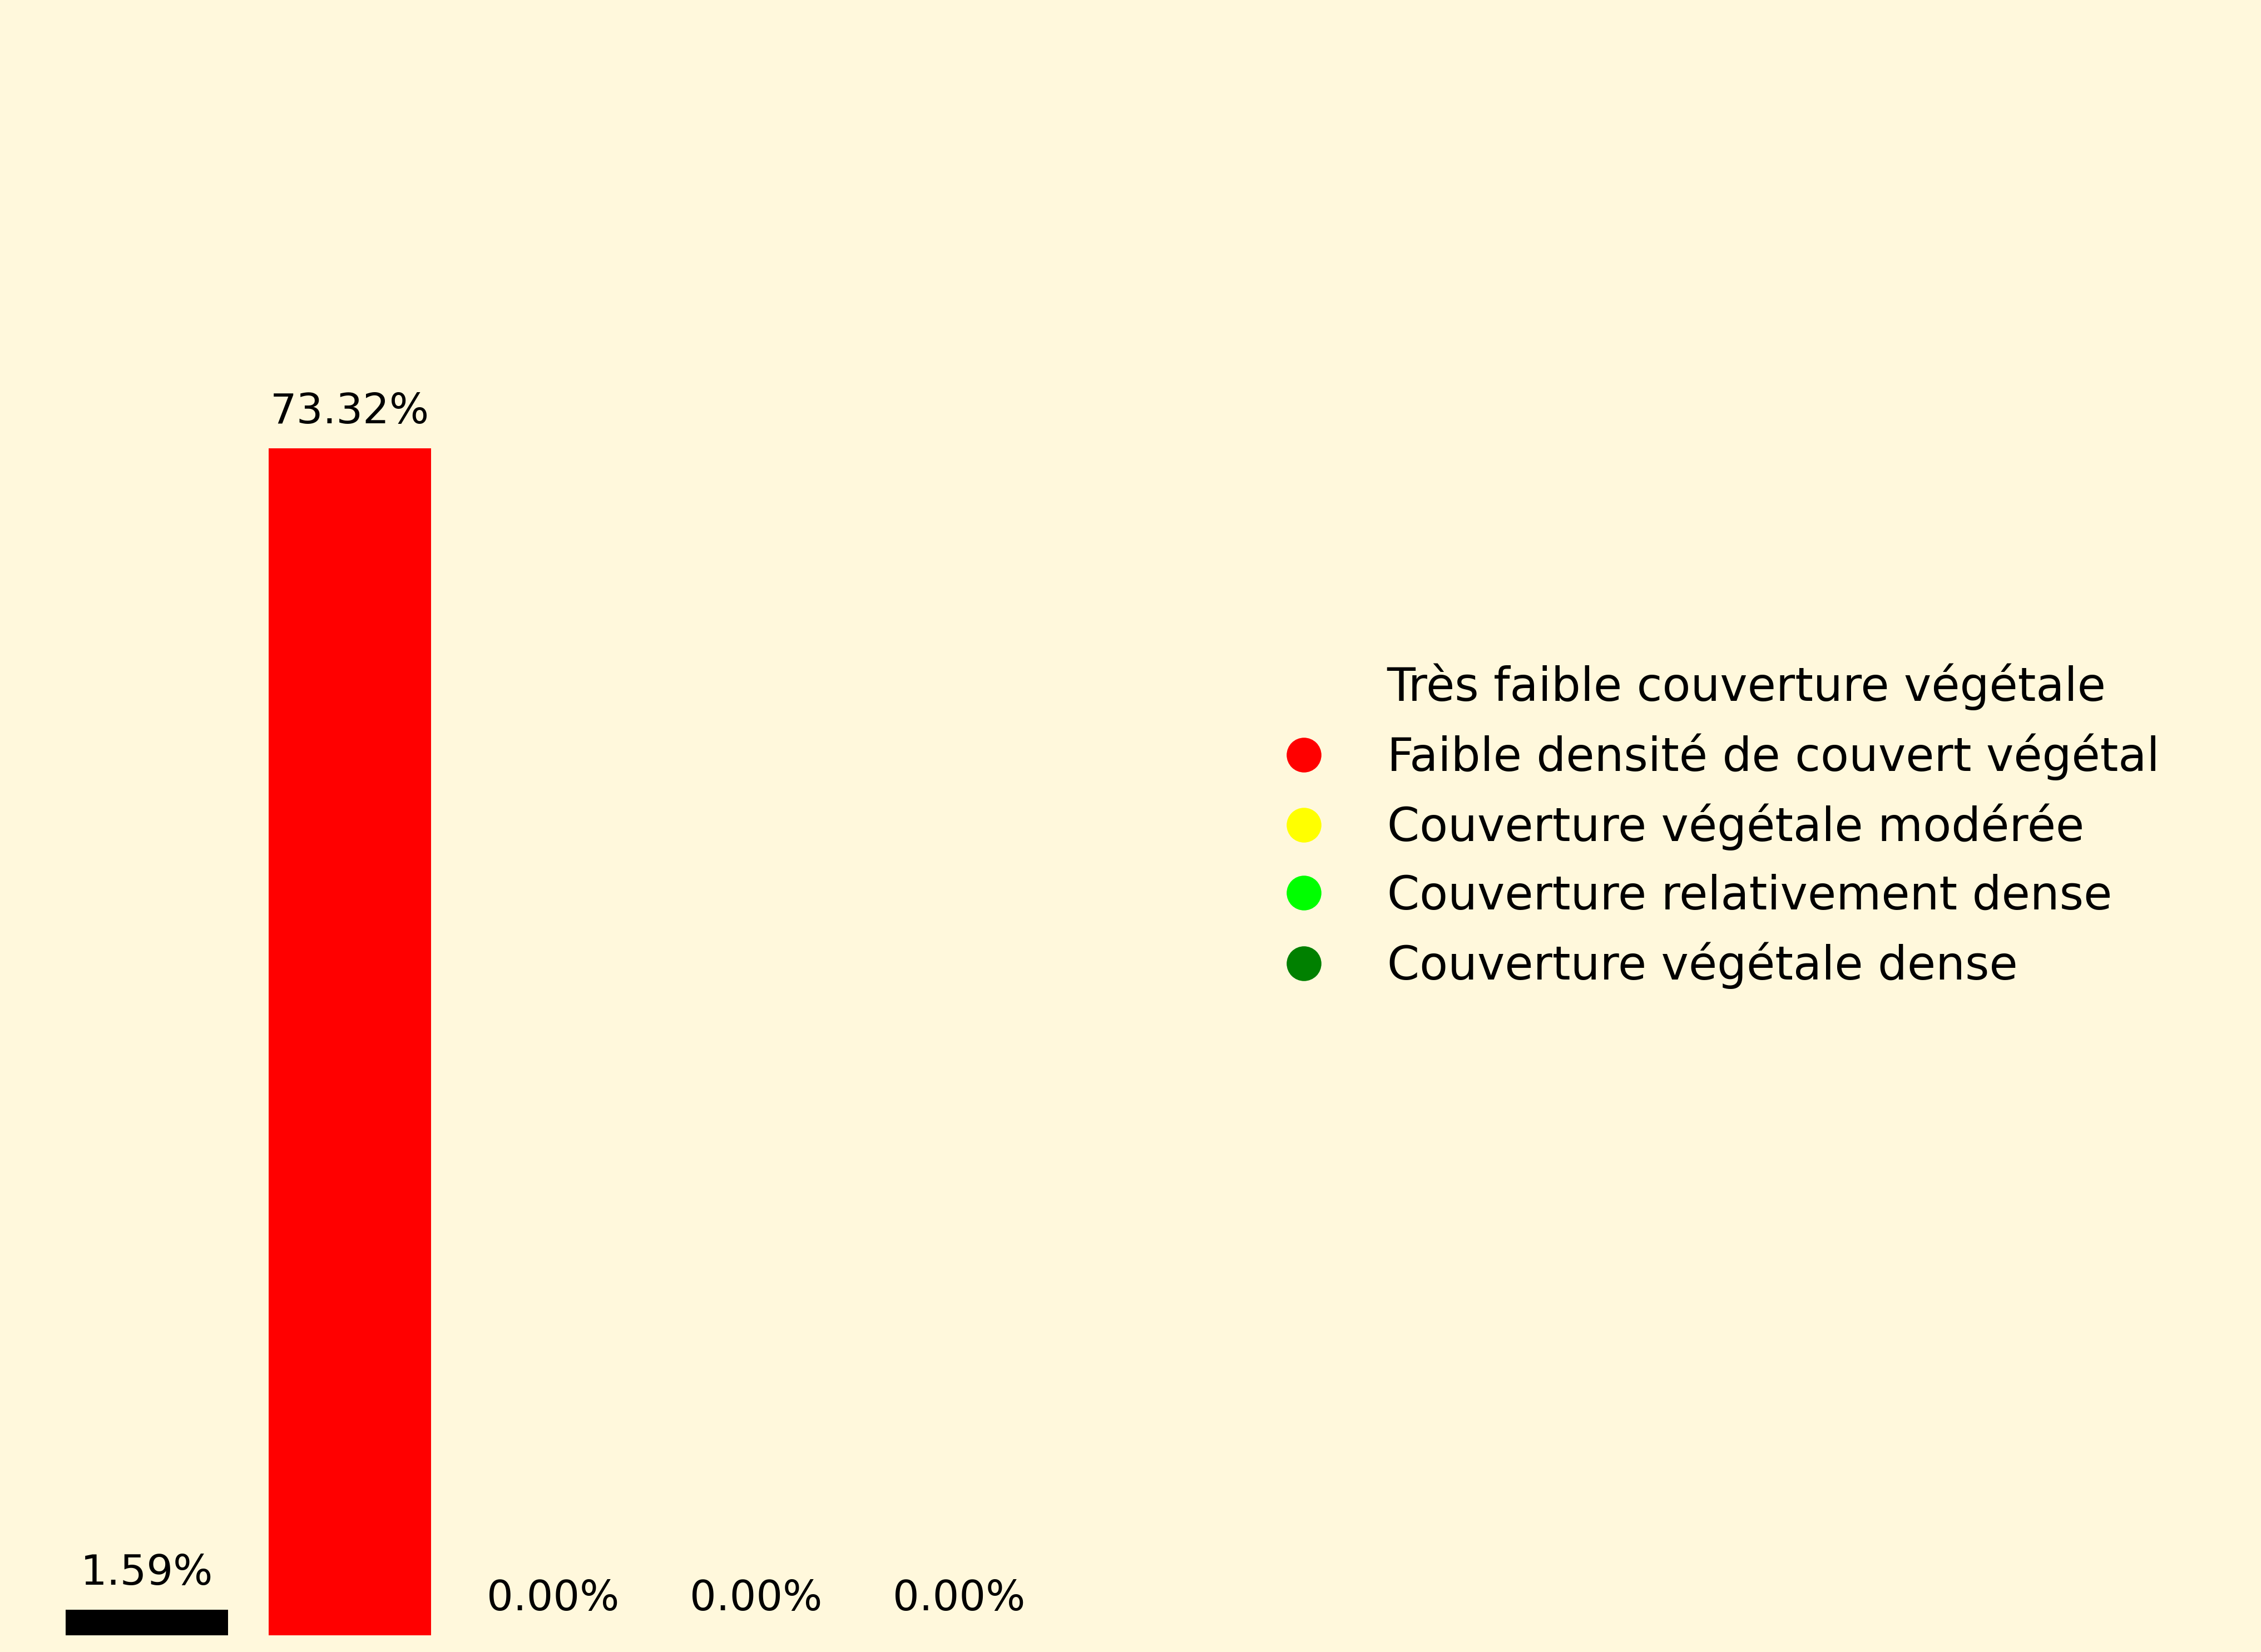 73.32%
Très faible couverture végétale
Faible densité de couvert végétal
Couverture végétale modérée
Couverture relativement dense
Couverture végétale dense
1.59%
0.00%
0.00%
0.00%